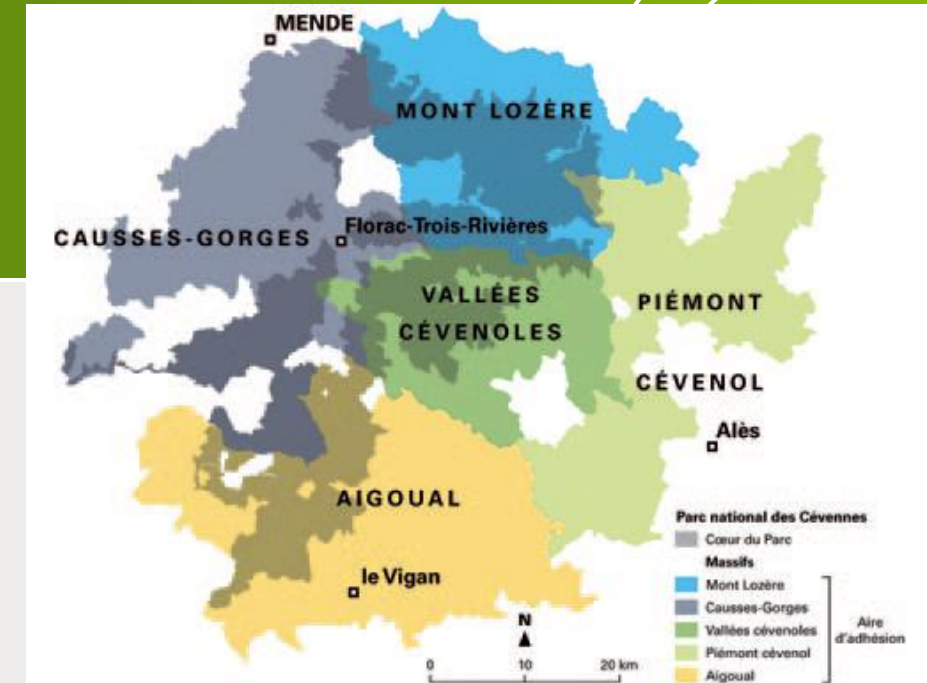 MENDE
MONT LOZÈRE
Florac-Trois-Rivières
CAUSSES-GORGES
VALLÉES
CÉVENOLES
PIÉMONT
CÉVENOL
Alès
AIGOUAL
le Vigan
N
0 10 20 km
Parc national des Cévennes
Cœur du Parc
Massifs
Mont Lozère
Causses-Gorges
Vallées cévenoles
Piémont cévenol
Aigoual
Aire
d'adhésion